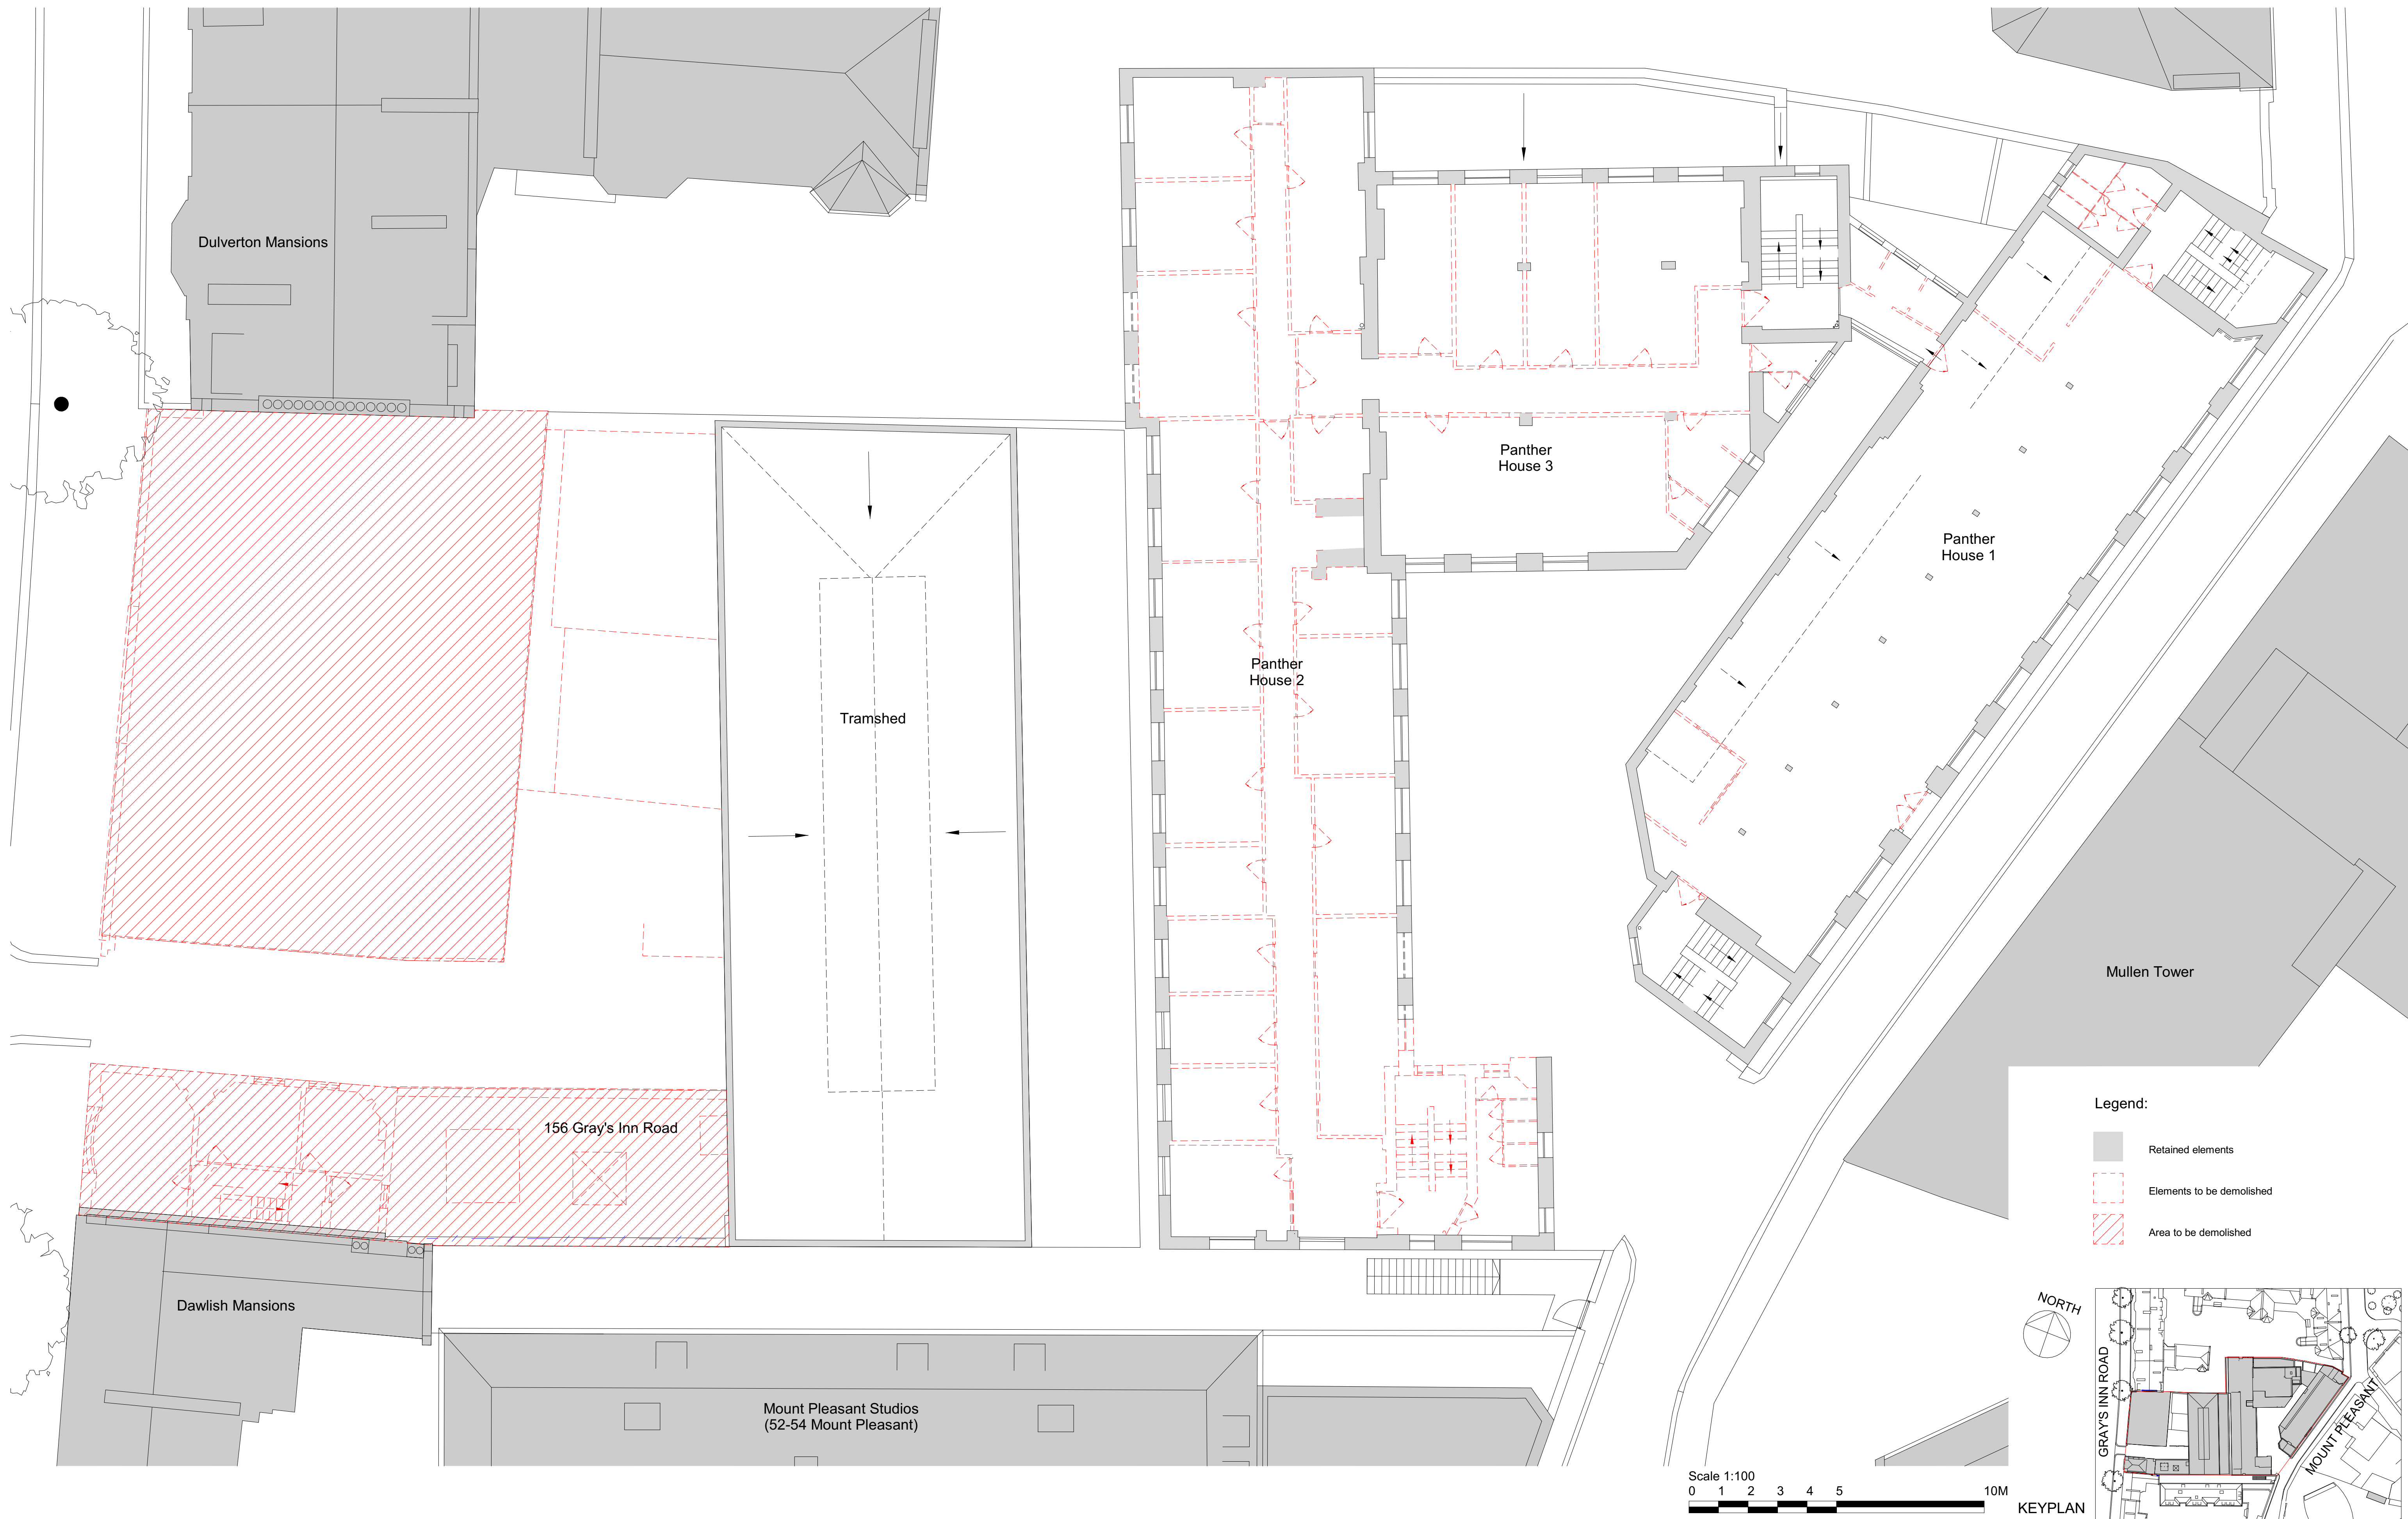 Dulverton Mansions
Panther
House 3
Panther
House 1
Panther
House 2
Tramshed
Mullen Tower
156 Gray's Inn Road
Dawlish Mansions
Mount Pleasant Studios
(52-54 Mount Pleasant)
Legend:
Retained elements
Elements to be demolished
Area to be demolished
NORTH
GRAY'S INN ROAD
MOUNT PLEASANT
Scale 1:100
0 1 2 3 4 5 10M
KEYPLAN